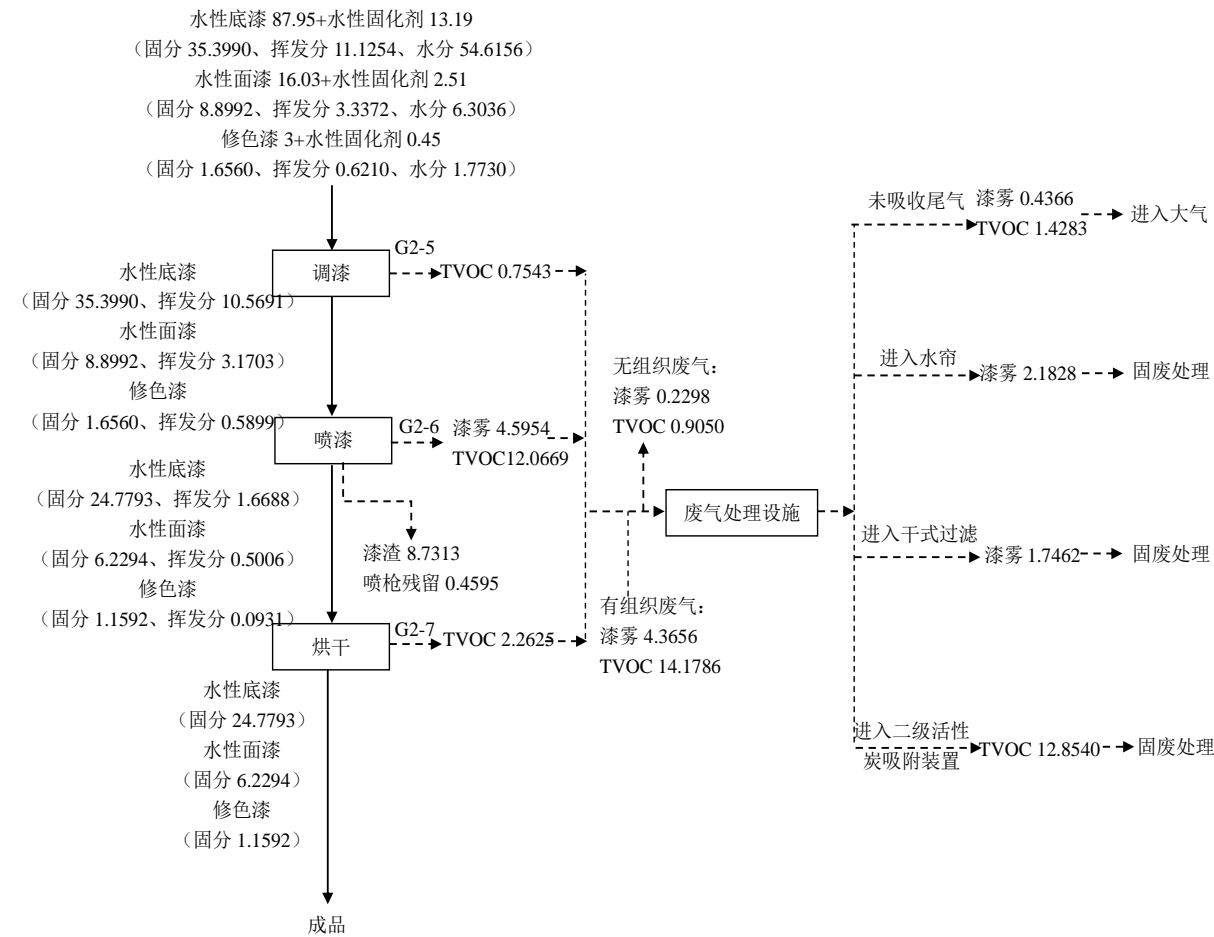 水性底漆 87.95+水性固化剂 13.19
（固分 35.3990、挥发分 11.1254、水分 54.6156）
水性面漆 16.03+水性固化剂 2.51
（固分 8.8992、挥发分 3.3372、水分 6.3036）
修色漆 3+水性固化剂 0.45
（固分 1.6560、挥发分 0.6210、水分 1.7730）
调漆
G2-5
TVOC 0.7543
水性底漆
（固分 35.3990、挥发分 10.5691）
水性面漆
（固分 8.8992、挥发分 3.1703）
修色漆
（固分 1.6560、挥发分 0.5899）
喷漆
G2-6
漆雾 4.5954
TVOC12.0669
漆渣 8.7313
喷枪残留 0.4595
水性底漆
（固分 24.7793、挥发分 1.6688）
水性面漆
（固分 6.2294、挥发分 0.5006）
修色漆
（固分 1.1592、挥发分 0.0931）
烘干
G2-7
TVOC 2.2625
水性底漆
（固分 24.7793）
水性面漆
（固分 6.2294）
修色漆
（固分 1.1592）
成品
无组织废气：
漆雾 0.2298
TVOC 0.9050
有组织废气：
漆雾 4.3656
TVOC 14.1786
废气处理设施
未吸收尾气
漆雾 0.4366
TVOC 1.4283
进入大气
进入水帘
漆雾 2.1828
固废处理
进入干式过滤
漆雾 1.7462
固废处理
进入二级活性
炭吸附装置
TVOC 12.8540
固废处理